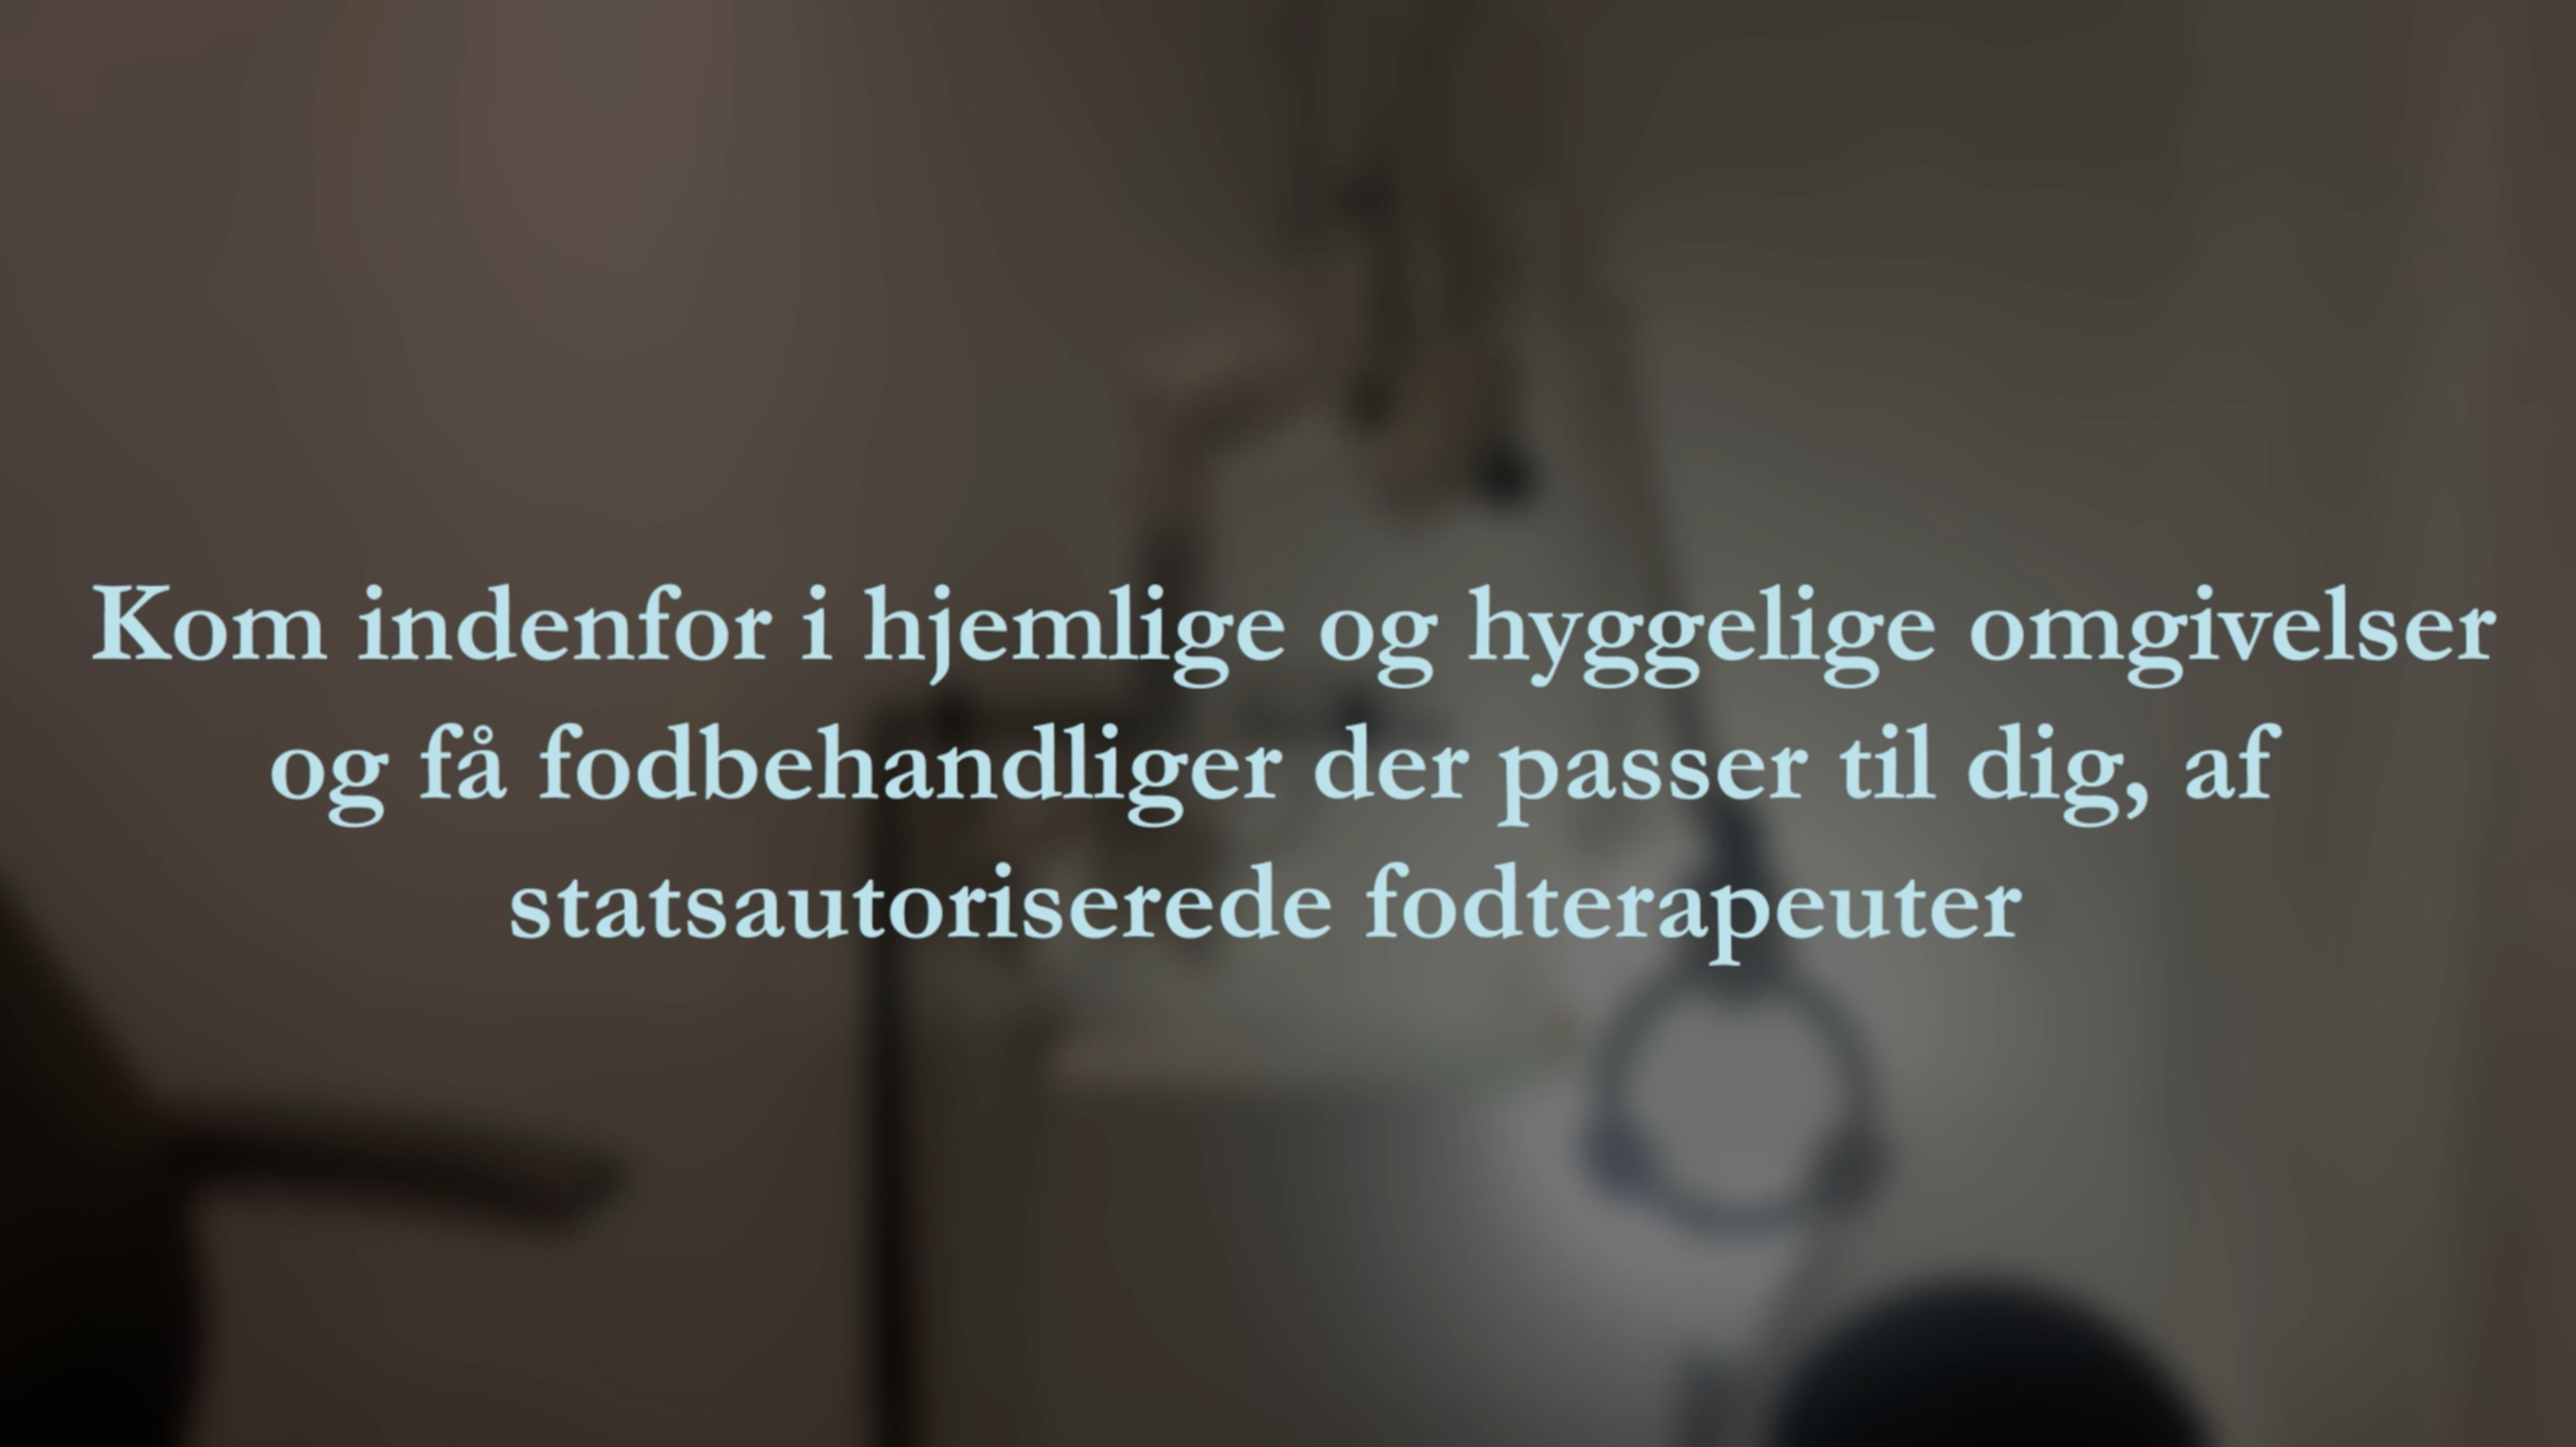 Kom indenfor i hjemlige og hyggelige omgivelser
og få fodbehandliger der passer til dig, af
statsautoriserede fodterapeuter